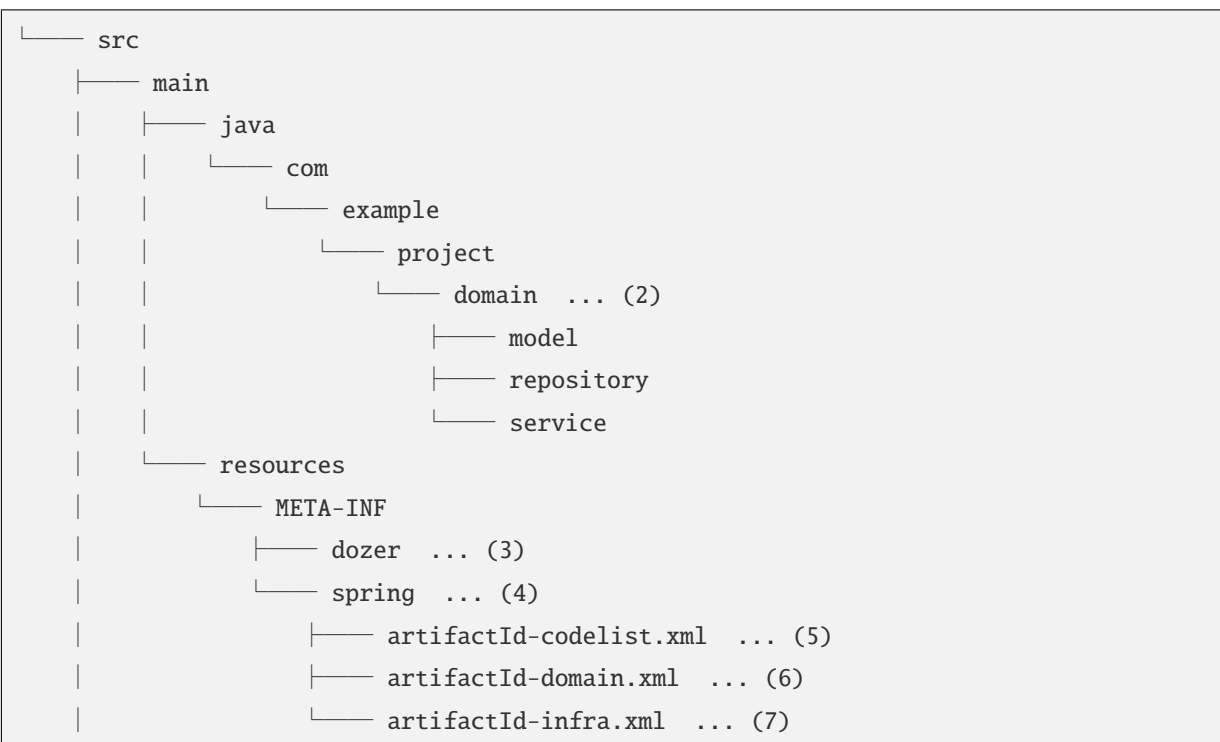 └── src
    ├── main
    │   ├── java
    │   │   └── com
    │   │       └── example
    │   │           └── project
    │   │               └── domain ... (2)
    │   │                   ├── model
    │   │                   ├── repository
    │   │                   └── service
    │   └── resources
    │       └── META-INF
    │           ├── dozer ... (3)
    │           └── spring ... (4)
    │               ├── artifactId-codelist.xml ... (5)
    │               ├── artifactId-domain.xml ... (6)
    │               └── artifactId-infra.xml ... (7)